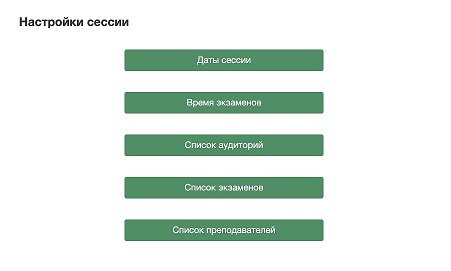 Настройки сессии
Даты сессии
Время экзаменов
Список аудиторий
Список экзаменов
Список преподавателей